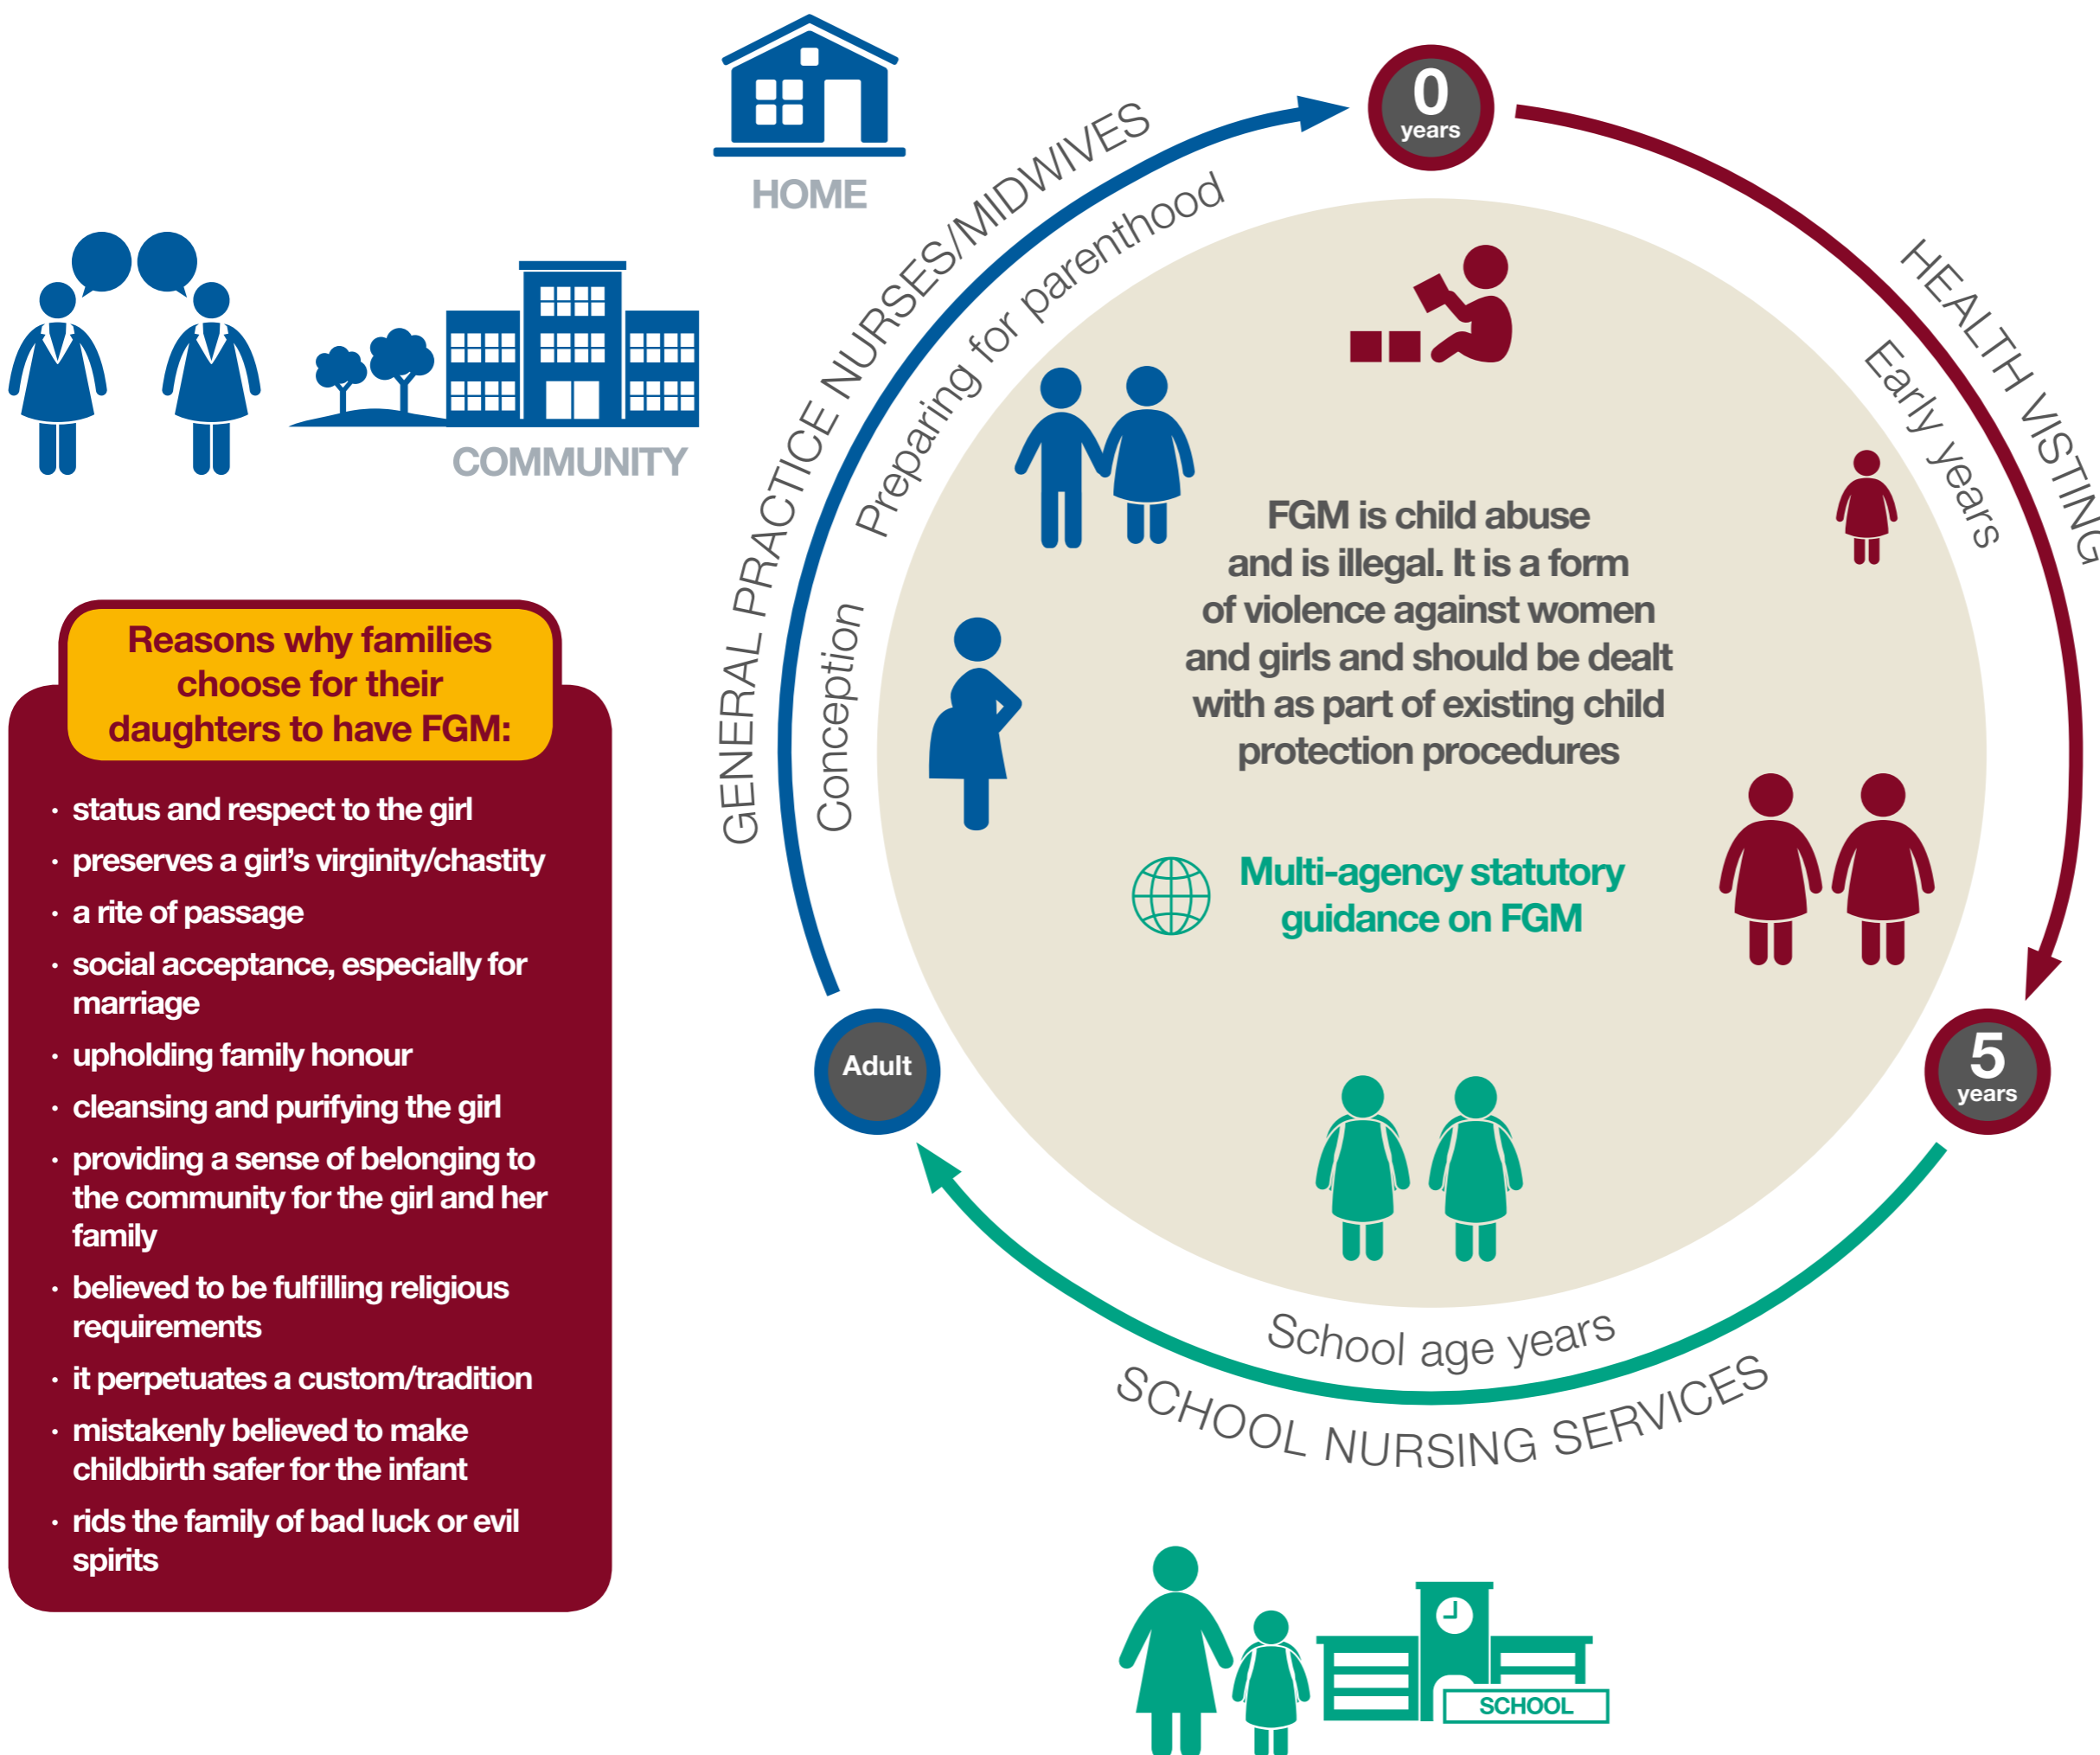 HOME
COMMUNITY
Reasons why families
choose for their
daughters to have FGM:
· status and respect to the girl
· preserves a girl's virginity/chastity
· a rite of passage
· social acceptance, especially for
marriage
· upholding family honour
· cleansing and purifying the girl
· providing a sense of belonging to
the community for the girl and her
family
· believed to be fulfilling religious
requirements
· it perpetuates a custom/tradition
· mistakenly believed to make
childbirth safer for the infant
· rids the family of bad luck or evil
spirits
GENERAL PRACTICE NURSES/MIDWIVES
Conception
Preparing for parenthood
0
years
HEALTH VISTING
Early years
FGM is child abuse
and is illegal. It is a form
of violence against women
and girls and should be dealt
with as part of existing child
protection procedures
Multi-agency statutory
guidance on FGM
5
years
Adult
School age years
SCHOOL NURSING SERVICES
SCHOOL